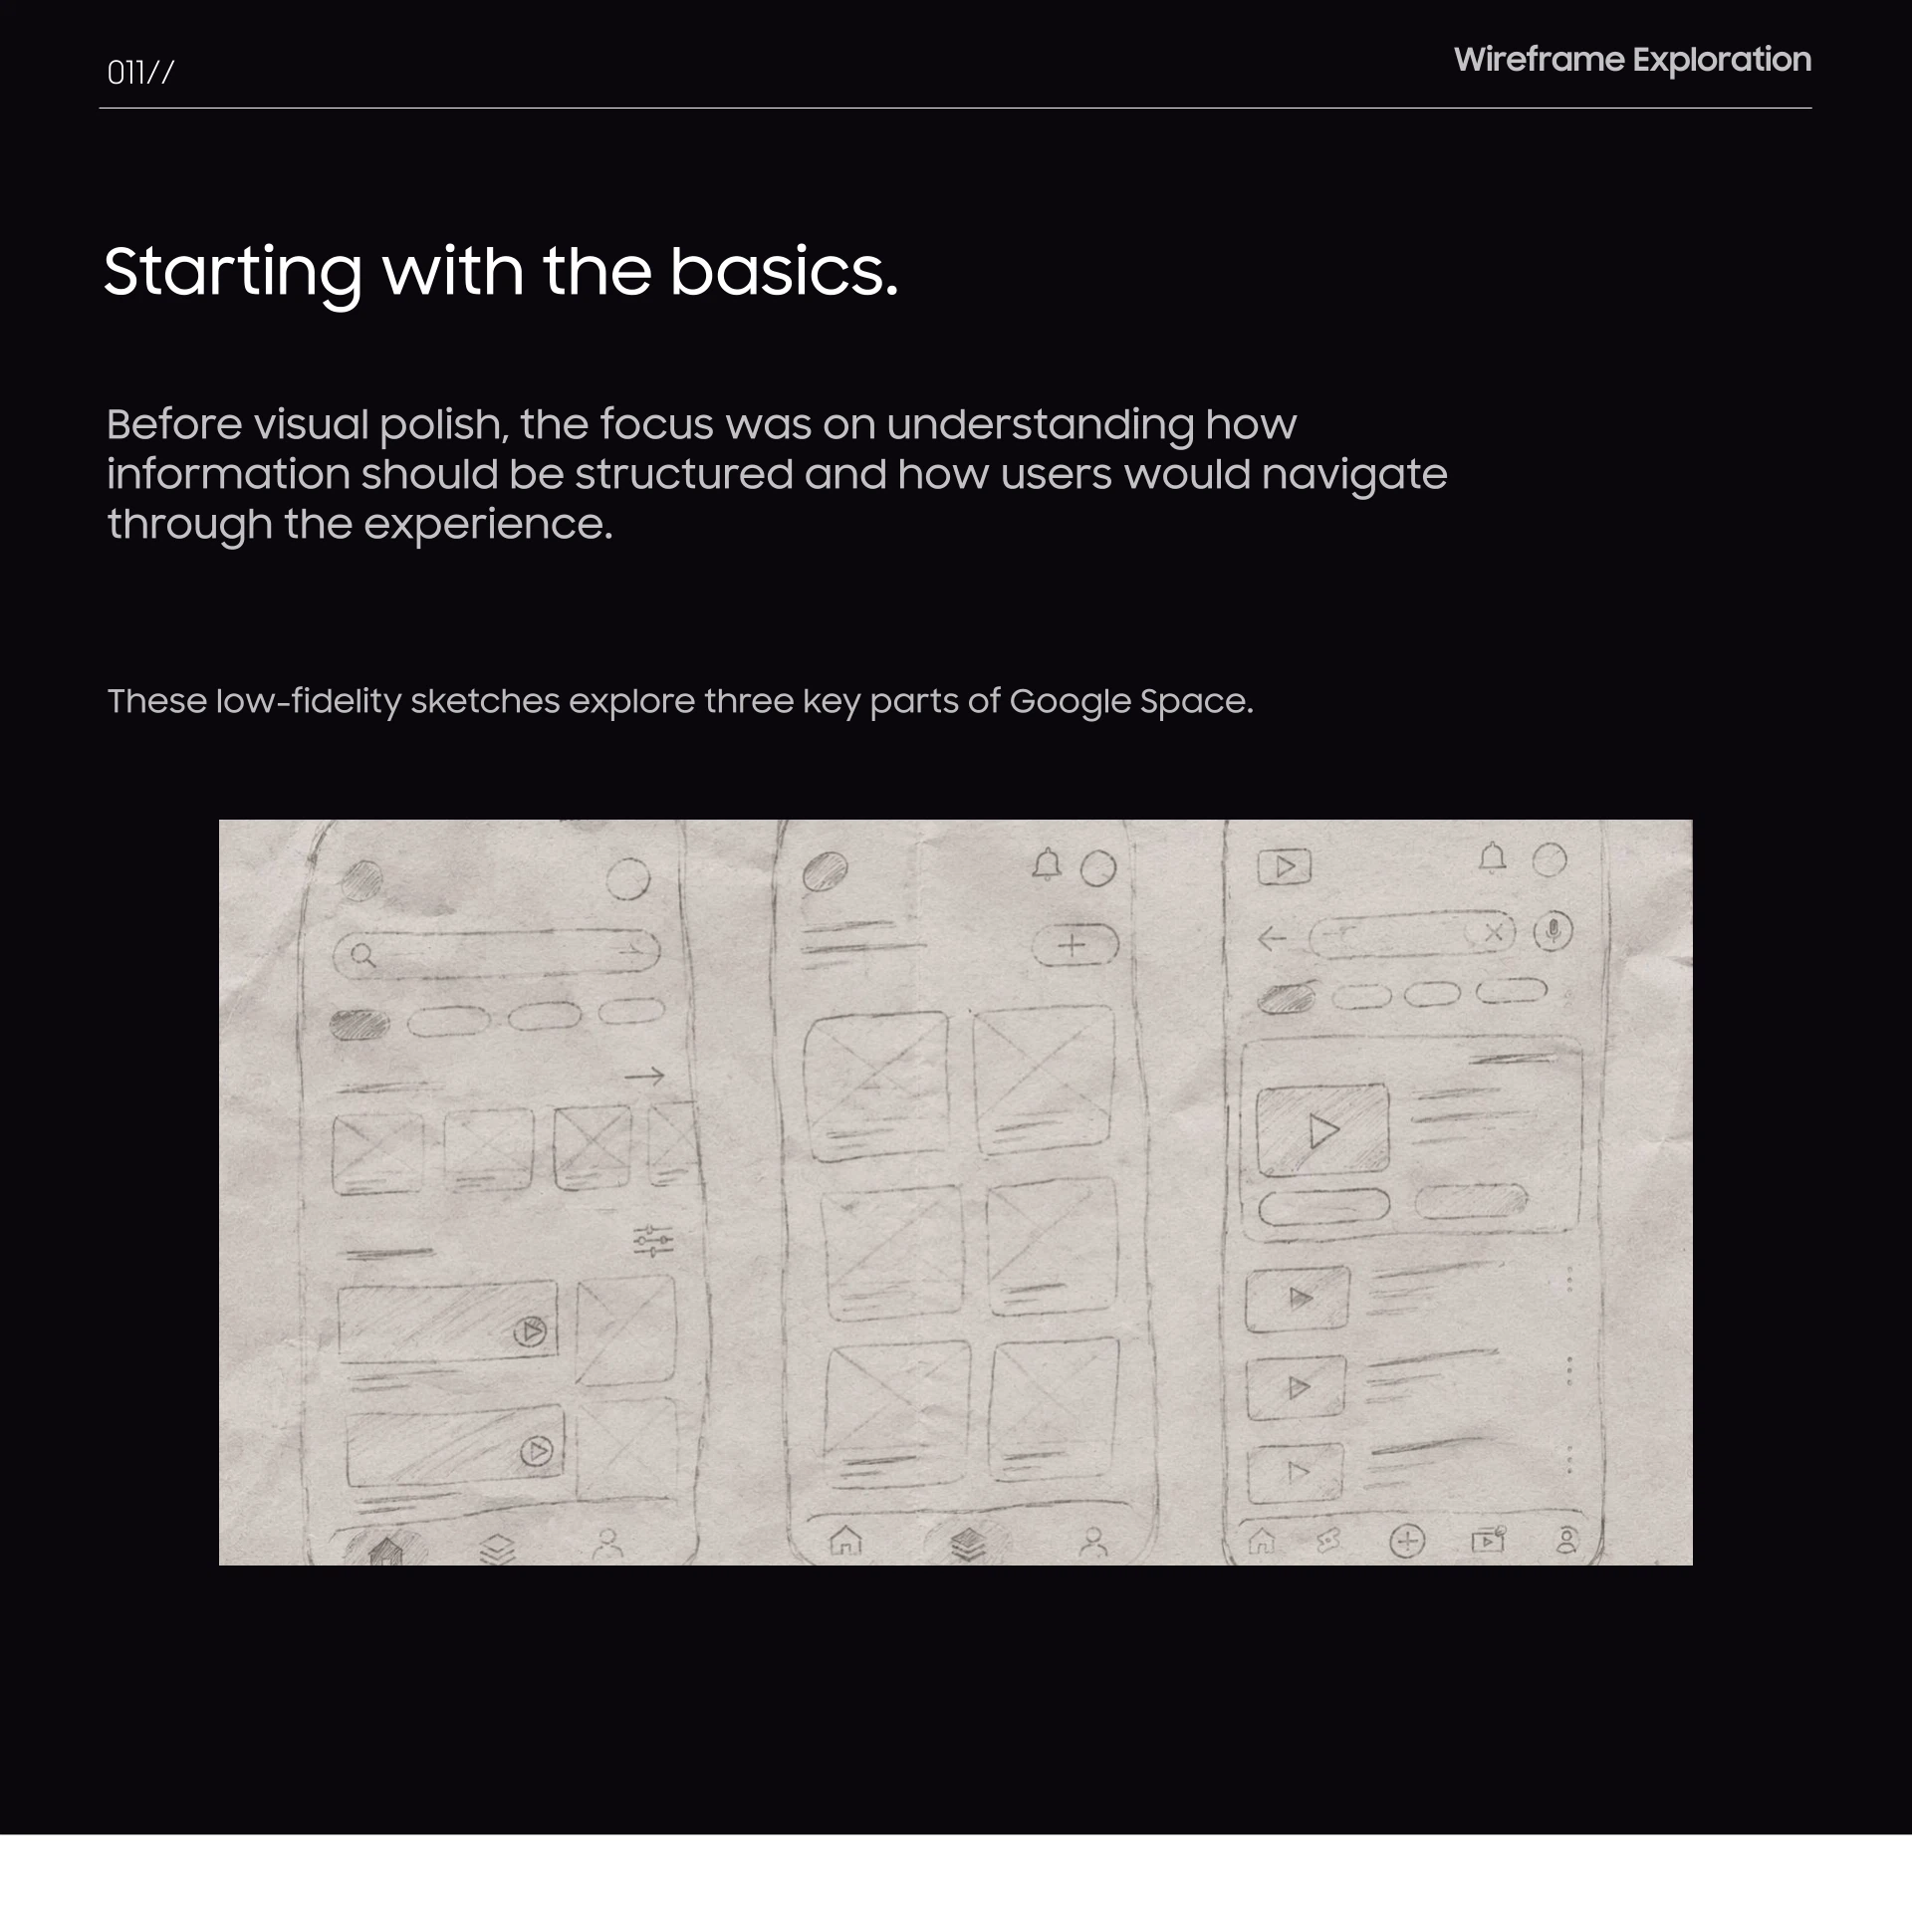 011//
Wireframe Exploration
Starting with the basics.
Before visual polish, the focus was on understanding how
information should be structured and how users would navigate
through the experience.
These low-fidelity sketches explore three key parts of Google Space.